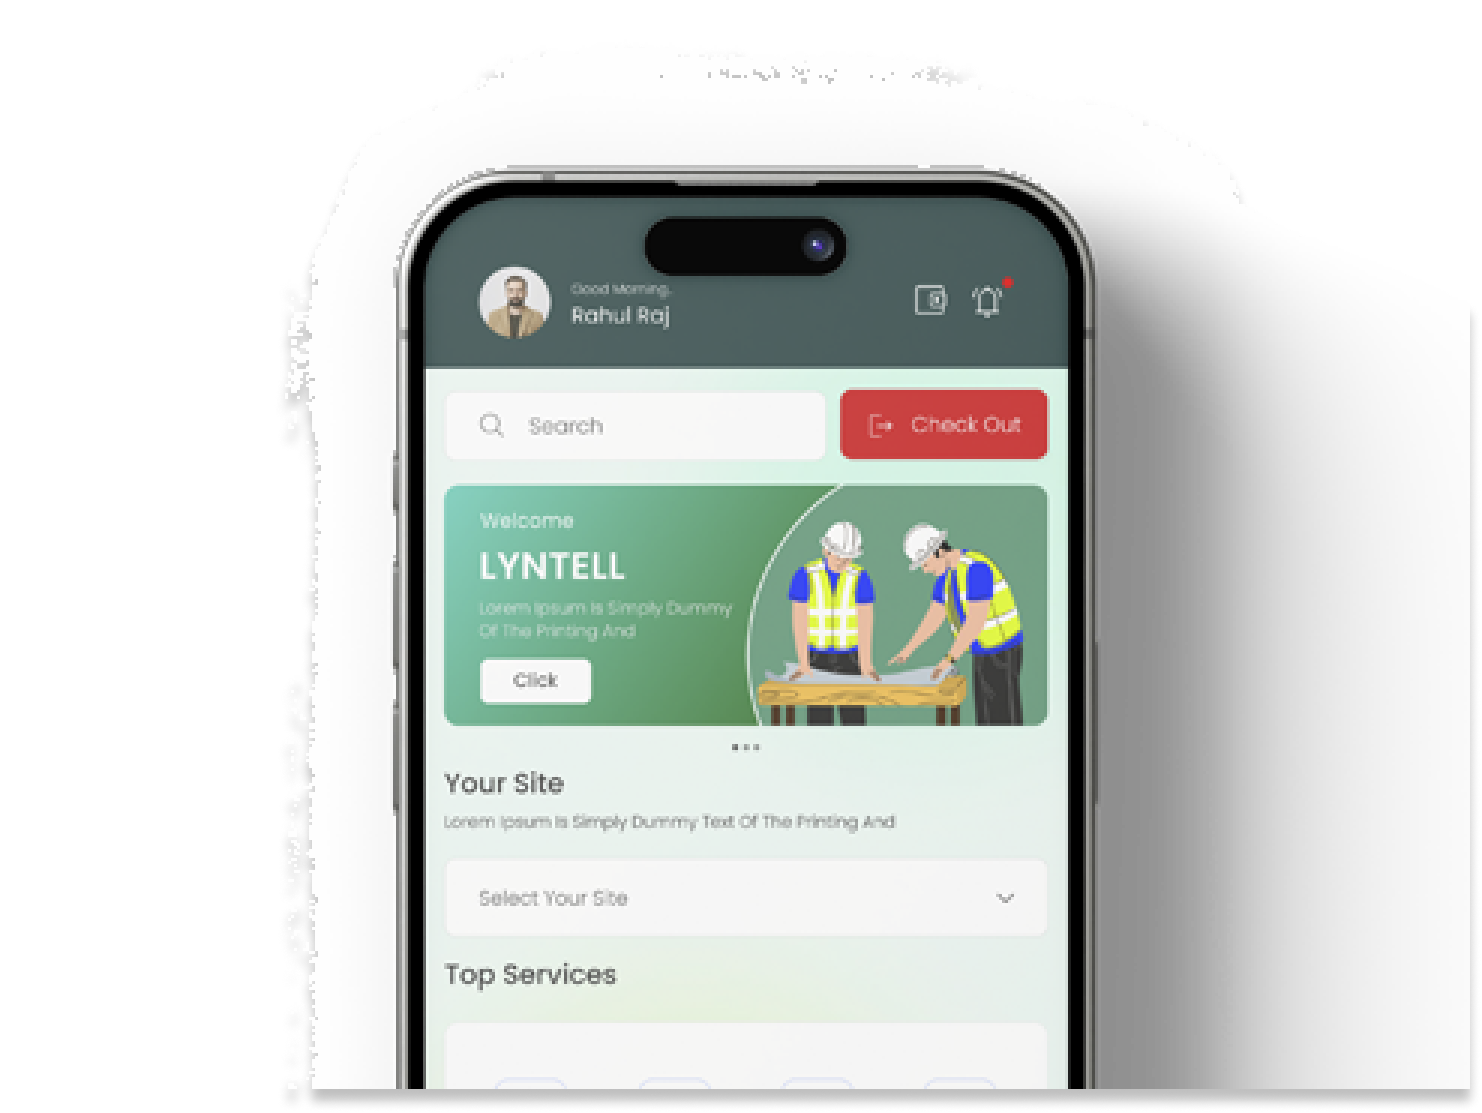 Good Morning,
Rahul Raj
Search
Check Out
Welcome
LYNTELL
Lorem Ipsum Is Simply Dummy
Of The Printing And
Click
Your Site
Lorem Ipsum Is Simply Dummy Text Of The Printing And
Select Your Site
Top Services